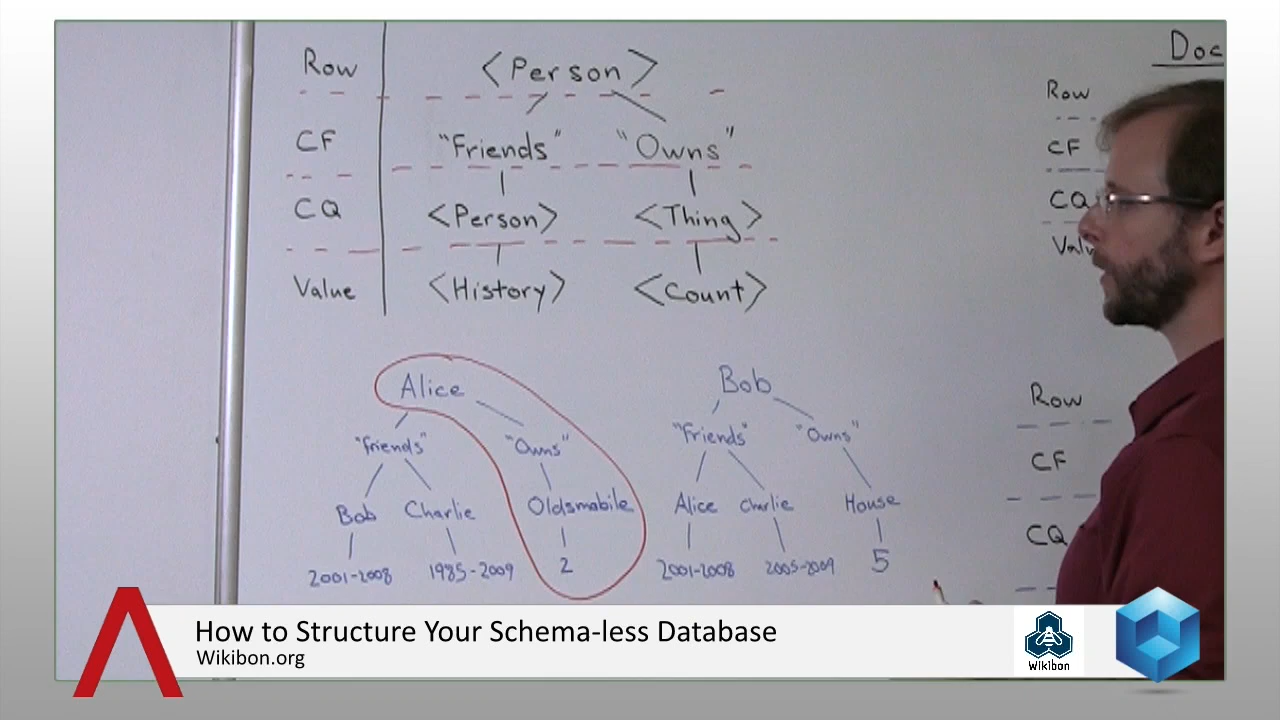 Row <Person>
CF "Friends" "Owns"
CQ <Person> <Thing>
Value <History> <Count>
Doc
Row
CF
CQ
Alice
"friends" "Owns"
Bob Charlie Oldsmabile
2001-2008 1985-2009 2
Bob
"Friends" "Owns"
Alice Charlie House
2001-2008 2005-2009 5
Row
CF
CQ
How to Structure Your Schema-less Database
Wikibon.org
Wikibon